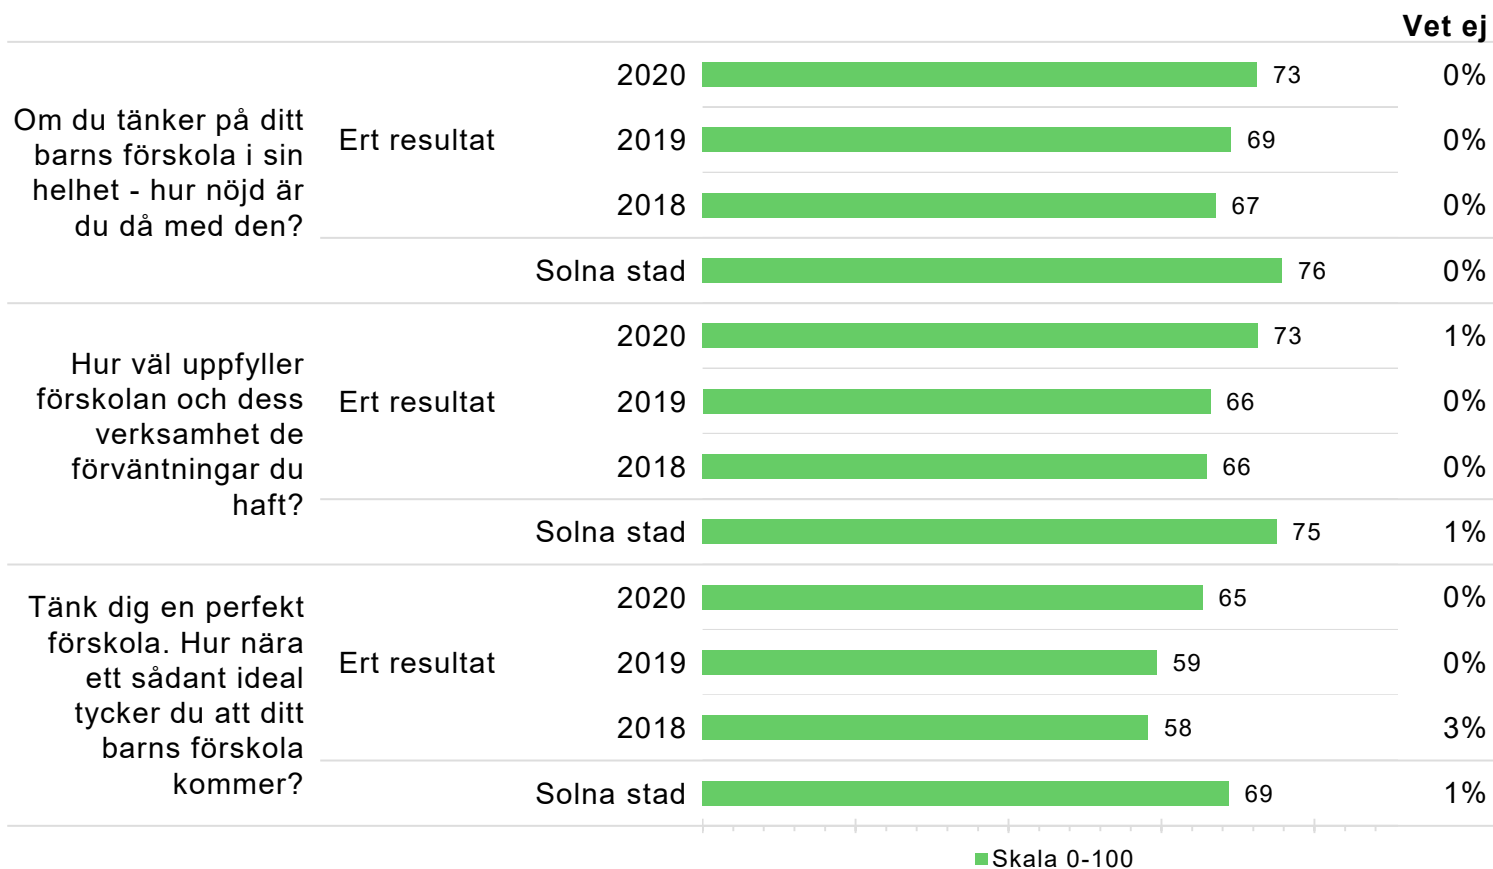 Vet ej
Om du tänker på ditt
barns förskola i sin
helhet - hur nöjd är
du då med den?
Ert resultat
2020 73 0%
2019 69 0%
2018 67 0%
Solna stad 76 0%
Hur väl uppfyller
förskolan och dess
verksamhet de
förväntningar du
haft?
Ert resultat
2020 73 1%
2019 66 0%
2018 66 0%
Solna stad 75 1%
Tänk dig en perfekt
förskola. Hur nära
ett sådant ideal
tycker du att ditt
barns förskola
kommer?
Ert resultat
2020 65 0%
2019 59 0%
2018 58 3%
Solna stad 69 1%
Skala 0-100